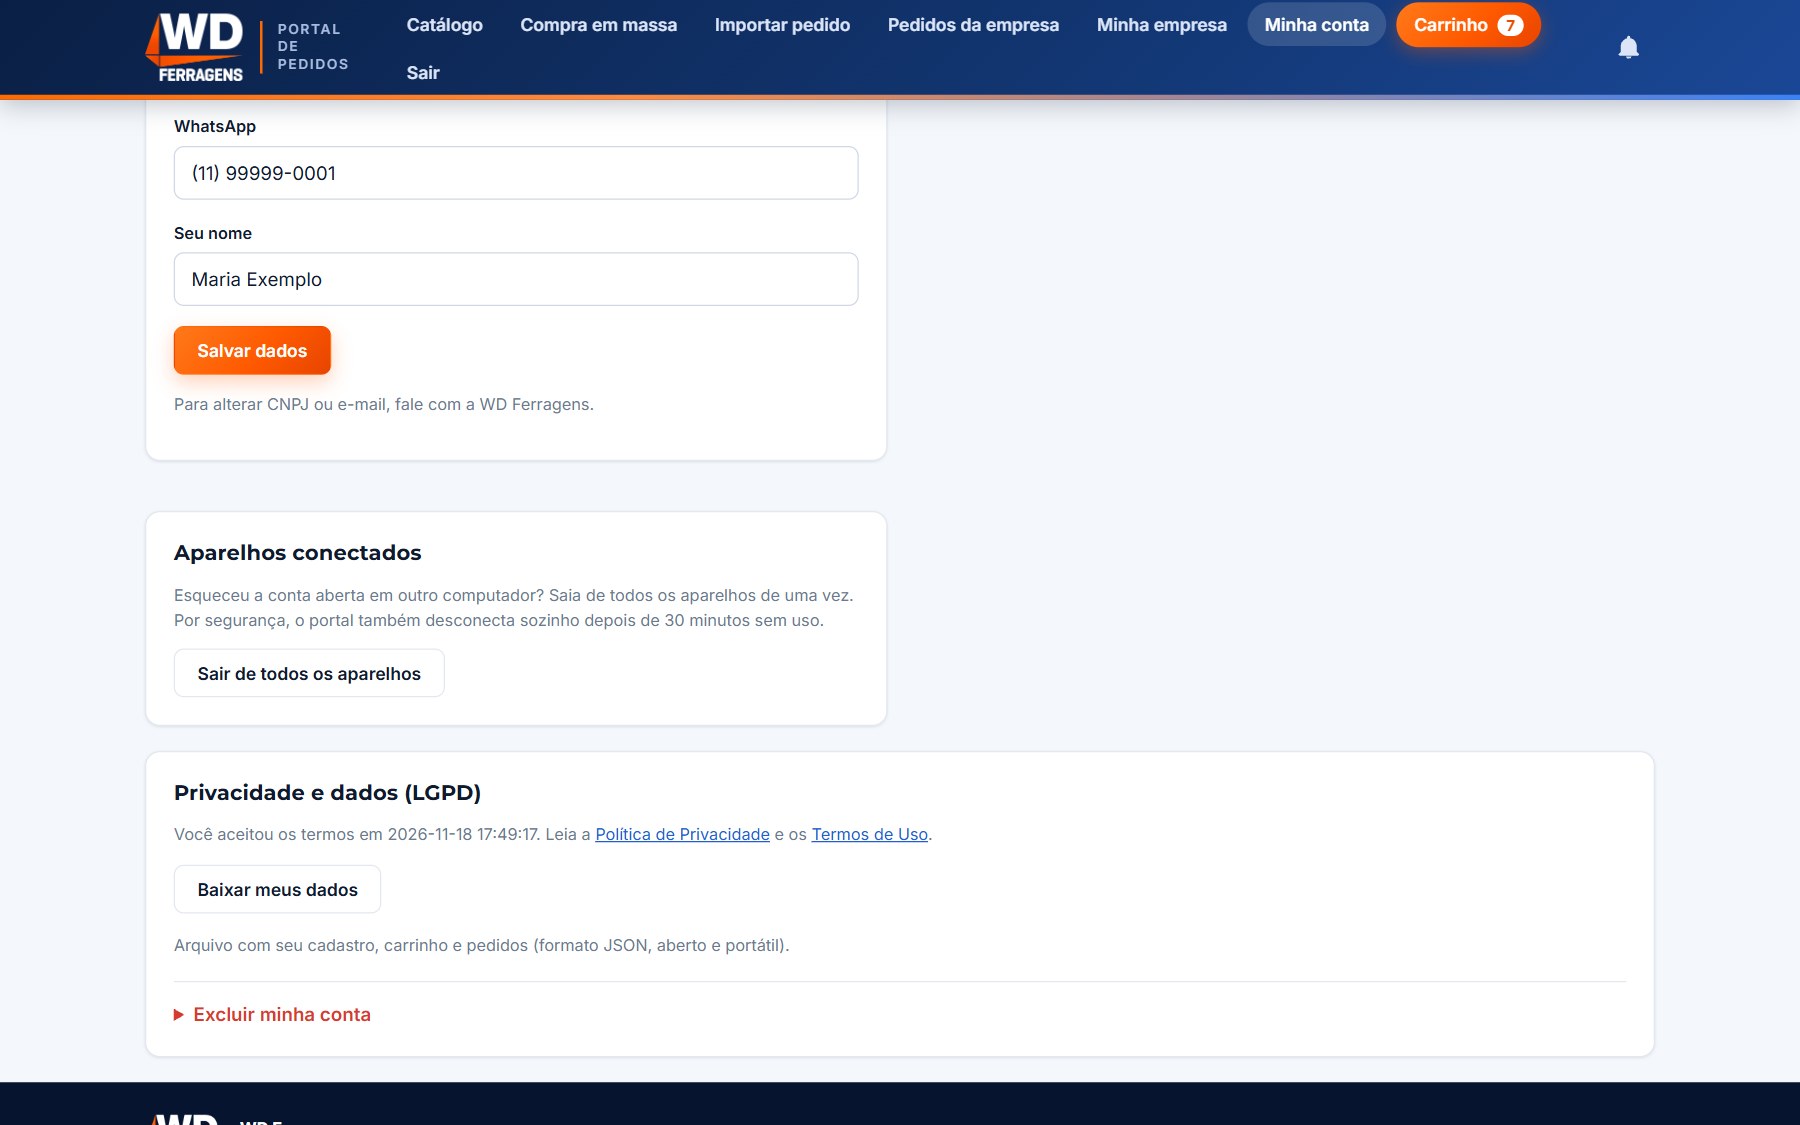 WD
FERRAGENS
PORTAL
DE
PEDIDOS
Catálogo
Compra em massa
Importar pedido
Pedidos da empresa
Minha empresa
Minha conta
Carrinho 7
Sair
WhatsApp
(11) 99999-0001
Seu nome
Maria Exemplo
Salvar dados
Para alterar CNPJ ou e-mail, fale com a WD Ferragens.
Aparelhos conectados
Esqueceu a conta aberta em outro computador? Saia de todos os aparelhos de uma vez.
Por segurança, o portal também desconecta sozinho depois de 30 minutos sem uso.
Sair de todos os aparelhos
Privacidade e dados (LGPD)
Você aceitou os termos em 2026-11-18 17:49:17. Leia a Política de Privacidade e os Termos de Uso.
Baixar meus dados
Arquivo com seu cadastro, carrinho e pedidos (formato JSON, aberto e portátil).
Excluir minha conta
WD